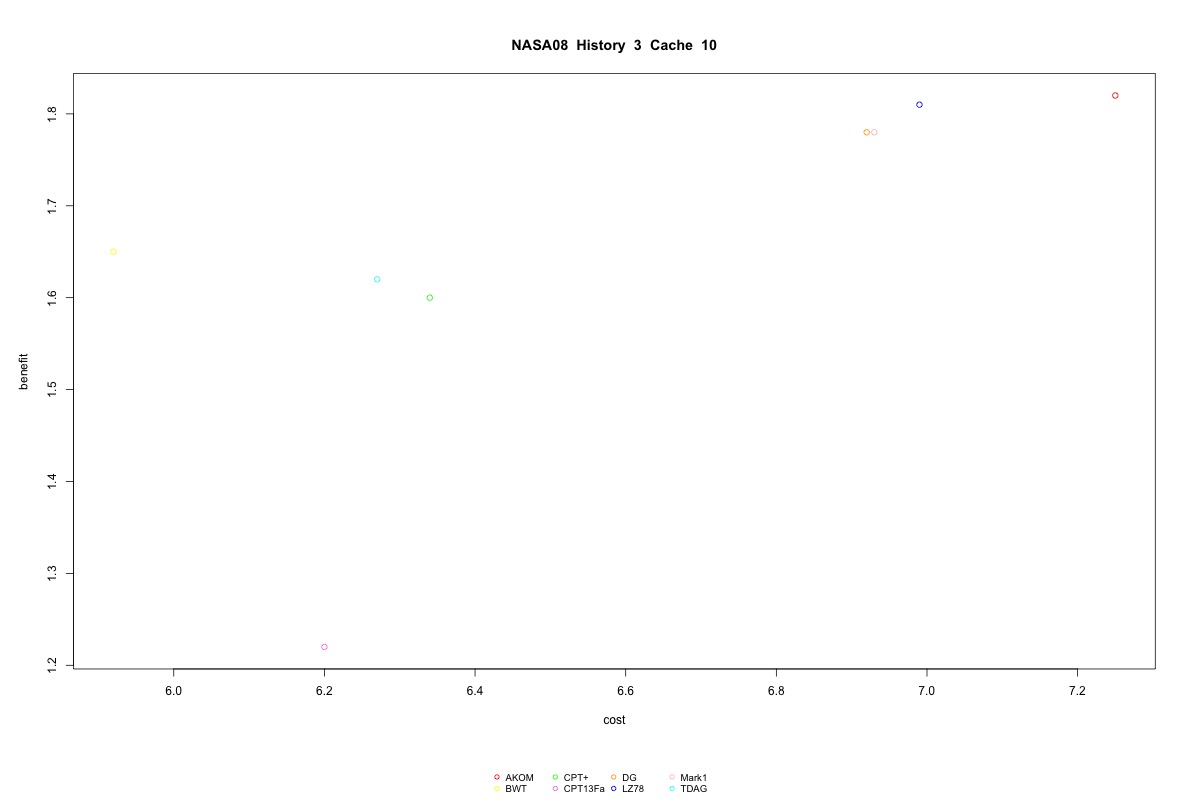 NASA08 History 3 Cache 10
benefit
1.8
1.7
1.6
1.5
1.4
1.3
1.2
6.0 6.2 6.4 6.6 6.8 7.0 7.2
cost
AKOM CPT+ DG Mark1
BWT CPT13Fa LZ78 TDAG